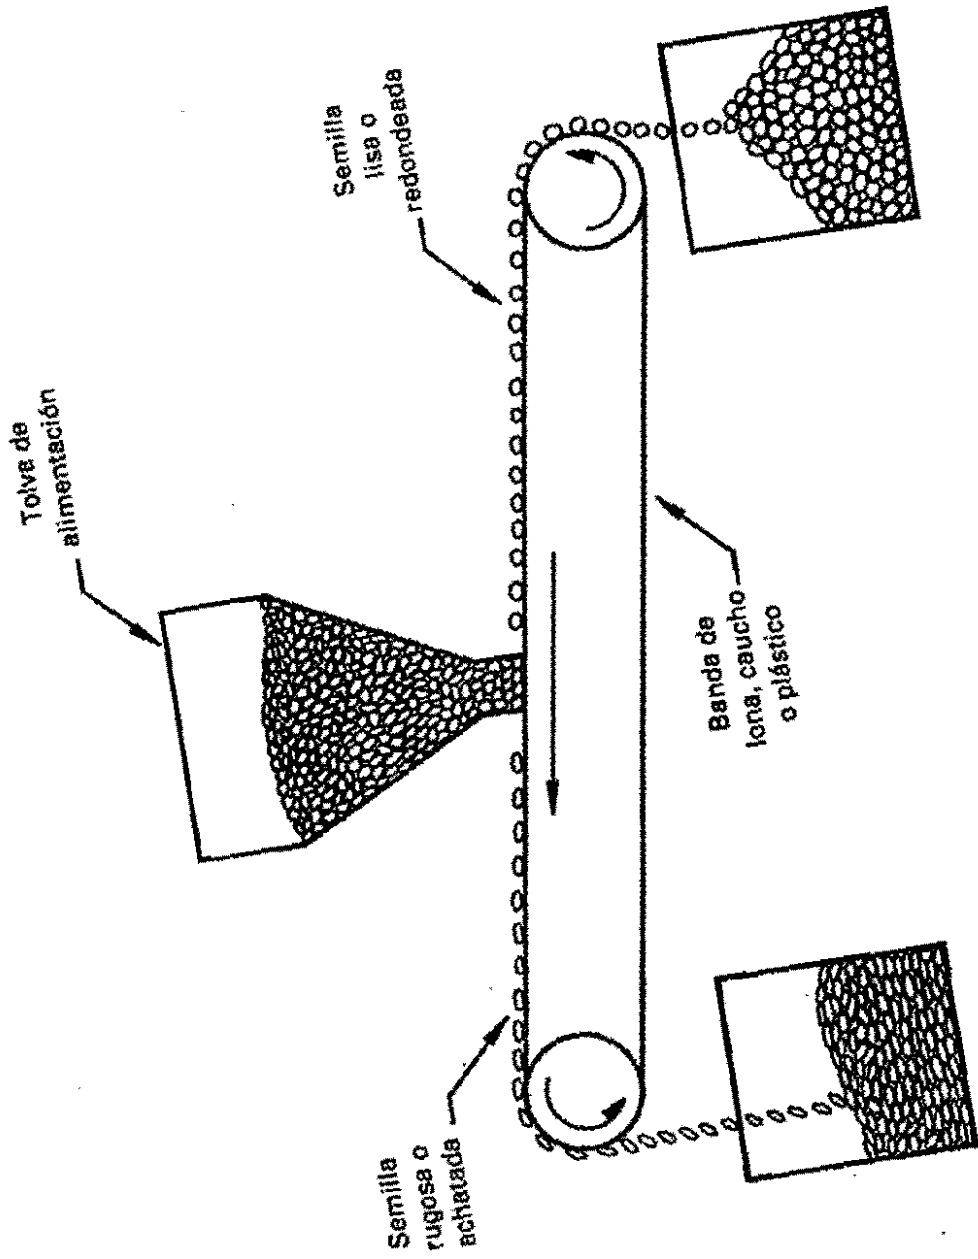 Tolva de
alimentación
Semilla
lisa o
redondeada
Semilla
rugosa o
achatada
Banda de
lona, caucho
o plástico